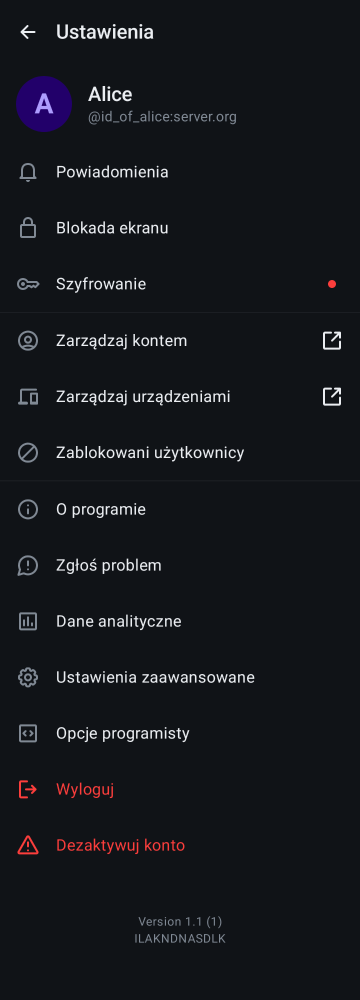 Ustawienia
A
Alice
@id_of_alice:server.org
Powiadomienia
Blokada ekranu
Szyfrowanie
Zarządzaj kontem
Zarządzaj urządzeniami
Zablokowani użytkownicy
O programie
Zgłoś problem
Dane analityczne
Ustawienia zaawansowane
Opcje programisty
Wyloguj
Dezaktywuj konto
Version 1.1 (1)
ILAKNDNASDLK